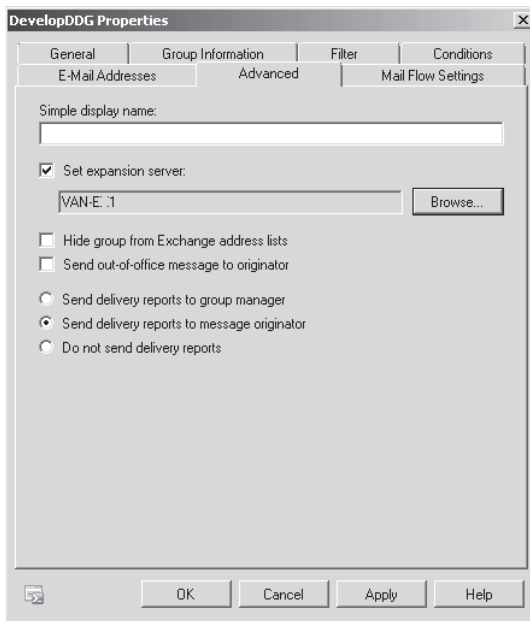 DevelopDDG Properties
General Group Information Filter Conditions
E-Mail Addresses Advanced Mail Flow Settings
Simple display name:
Set expansion server:
Browse...
Hide group from Exchange address lists
Send out-of-office message to originator
Send delivery reports to group manager
Send delivery reports to message originator
Do not send delivery reports
OK Cancel Apply Help